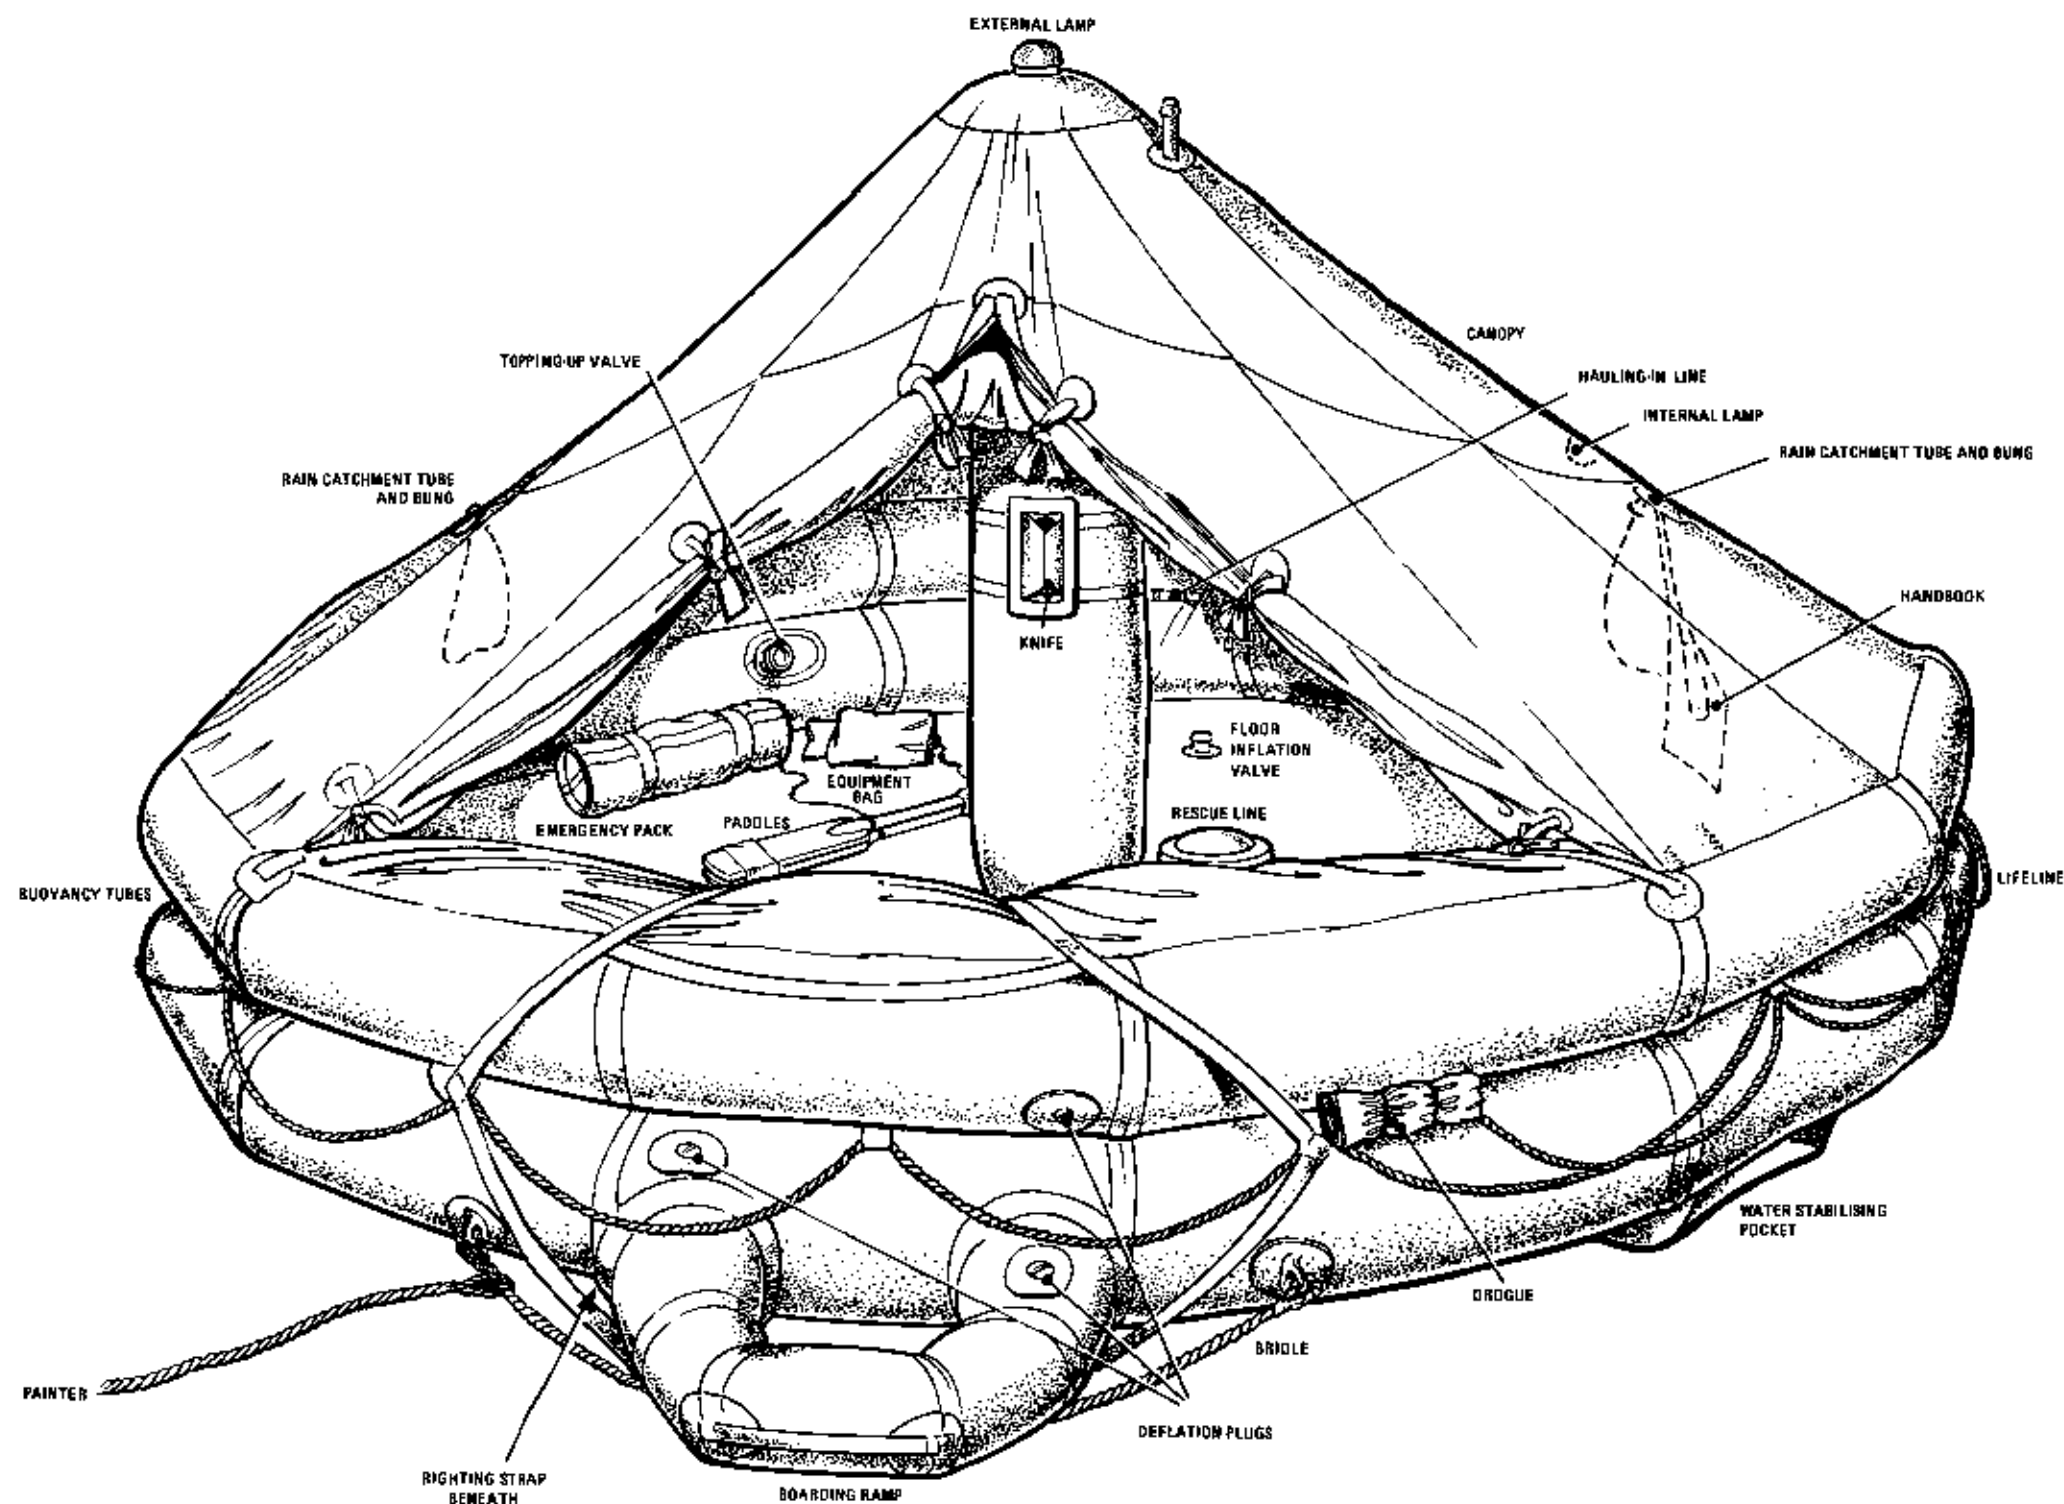 EXTERNAL LAMP
CANOPY
TOPPING-UP VALVE
HAULING-IN LINE
INTERNAL LAMP
RAIN CATCHMENT TUBE AND BUNG
RAIN CATCHMENT TUBE
AND BUNG
HANDBOOK
KNIFE
FLOOR
INFLATION
VALVE
EQUIPMENT
BAG
EMERGENCY PACK
PADDLES
RESCUE LINE
BUOYANCY TUBES
LIFELINE
WATER STABILISING
POCKET
DROGUE
BRIDLE
PAINTER
DEFLATION PLUGS
RIGHTING STRAP
BENEATH
BOARDING RAMP